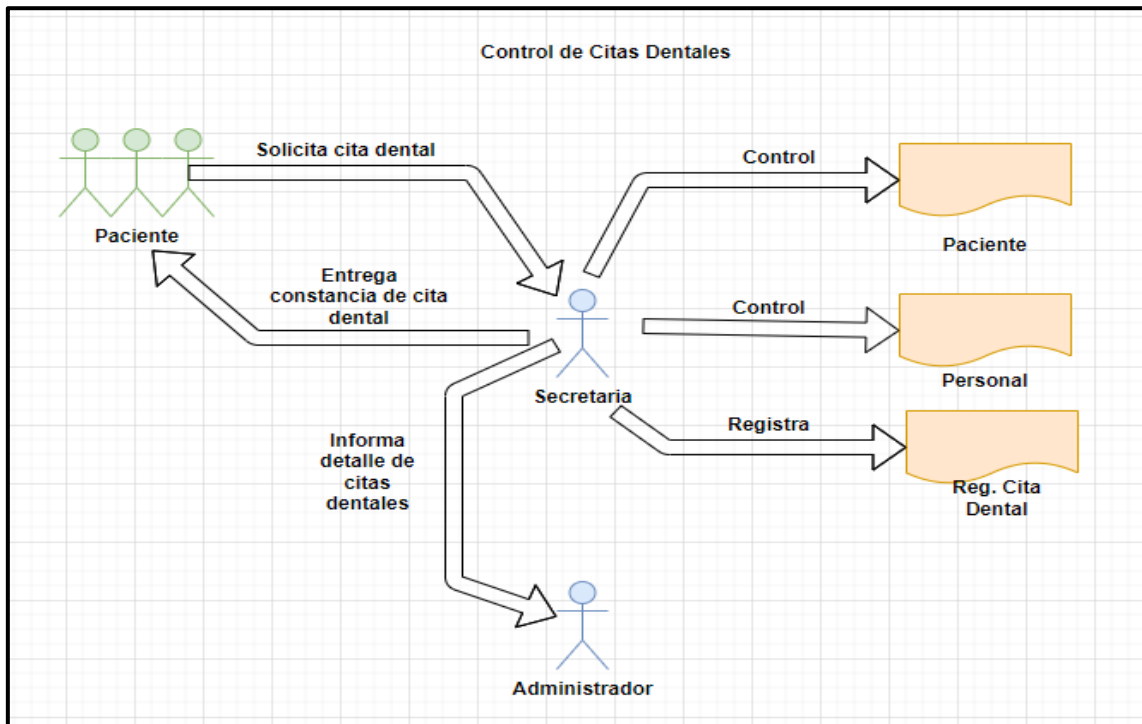 Control de Citas Dentales
Solicita cita dental
Control
Paciente
Paciente
Entrega
constancia de cita
dental
Control
Personal
Secretaria
Registra
Reg. Cita
Dental
Informa
detalle de
citas
dentales
Administrador